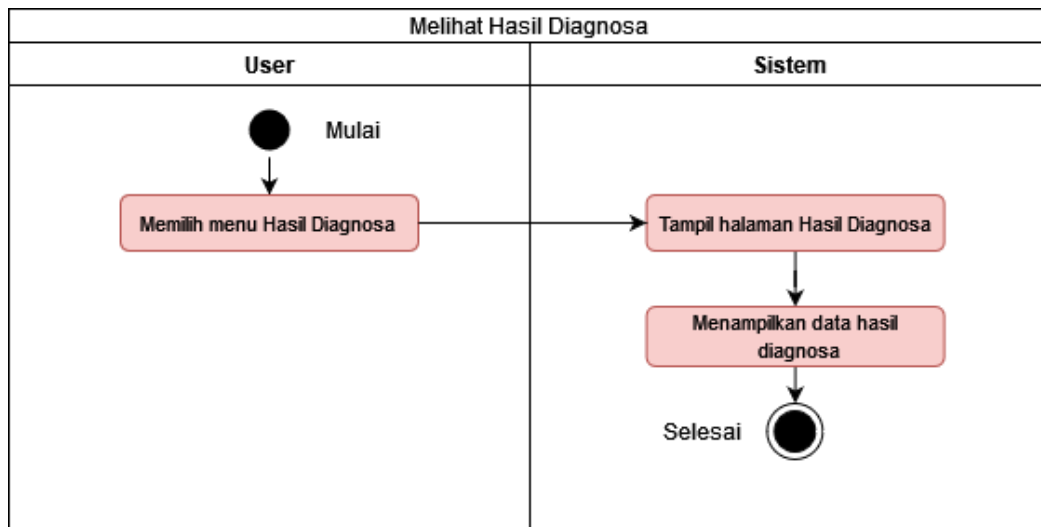 Melihat Hasil Diagnosa
User
Sistem
Mulai
Memilih menu Hasil Diagnosa
Tampil halaman Hasil Diagnosa
Menampilkan data hasil
diagnosa
Selesai